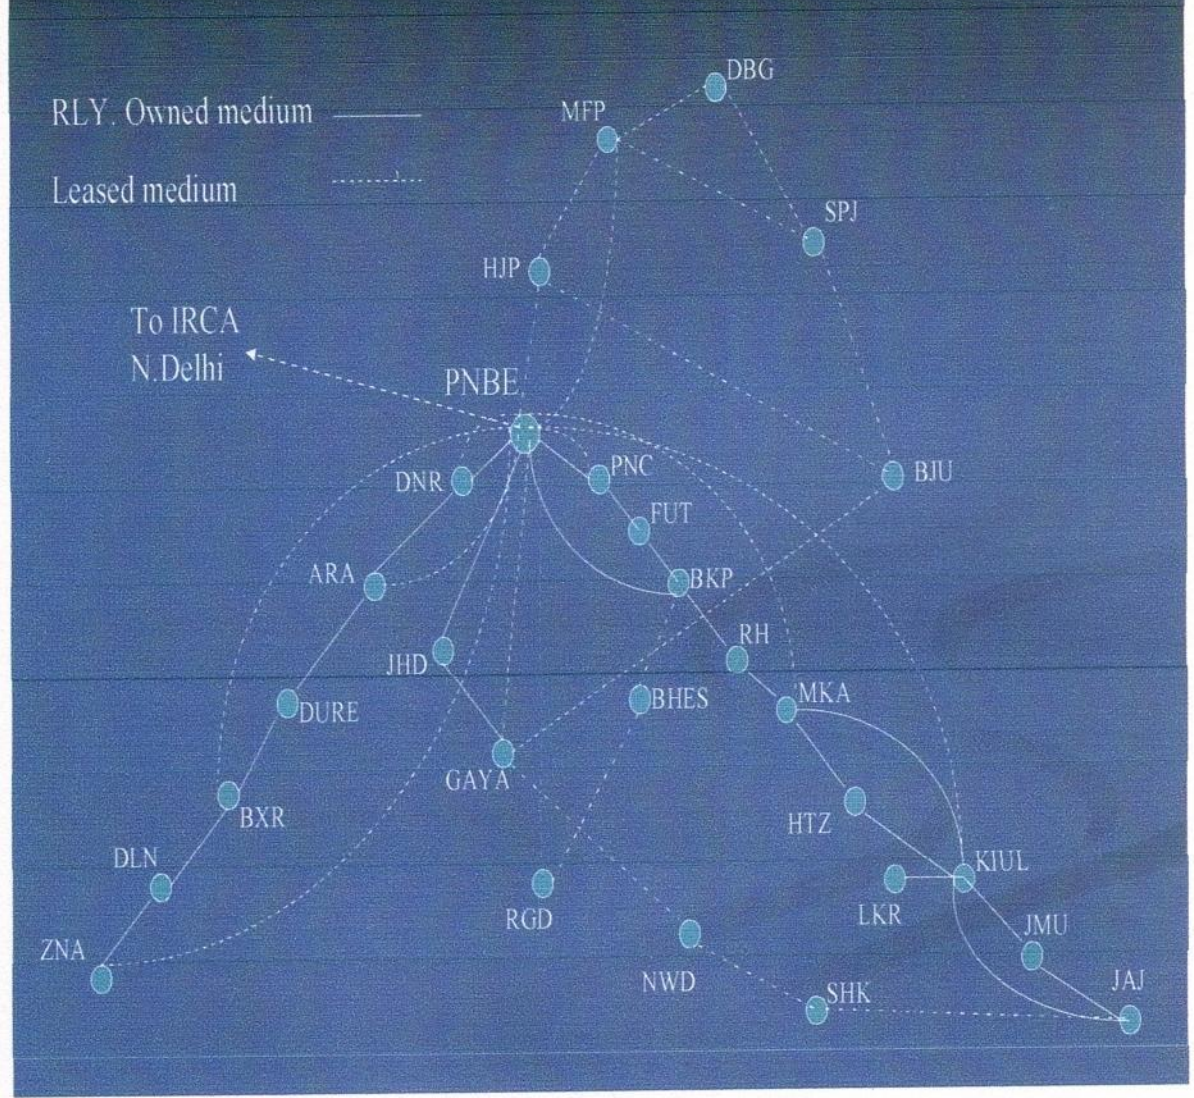 DBG
RLY. Owned medium
MFP
Leased medium
SPJ
HJP
To IRCA
N.Delhi
PNBE
DNR
PNC
BJU
FUT
ARA
BKP
RH
JHD
MKA
BHES
DURE
GAYA
BXR
HTZ
DLN
KIUL
LKR
RGD
JMU
ZNA
NWD
SHK
JAJ